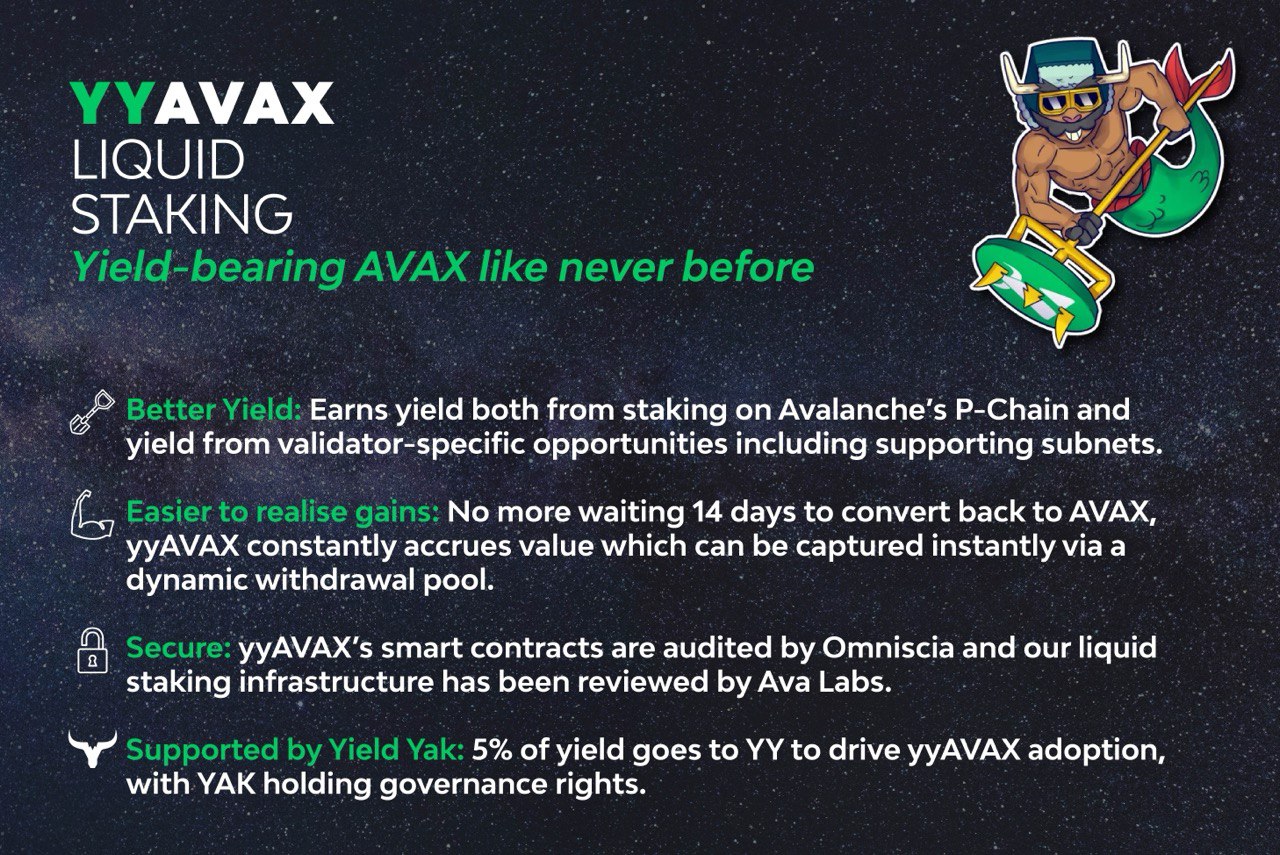 YYAVAX
LIQUID
STAKING
Yield-bearing AVAX like never before
Better Yield: Earns yield both from staking on Avalanche’s P-Chain and
yield from validator-specific opportunities including supporting subnets.
Easier to realise gains: No more waiting 14 days to convert back to AVAX,
yyAVAX constantly accrues value which can be captured instantly via a
dynamic withdrawal pool.
Secure: yyAVAX’s smart contracts are audited by Omniscia and our liquid
staking infrastructure has been reviewed by Ava Labs.
Supported by Yield Yak: 5% of yield goes to YY to drive yyAVAX adoption,
with YAK holding governance rights.